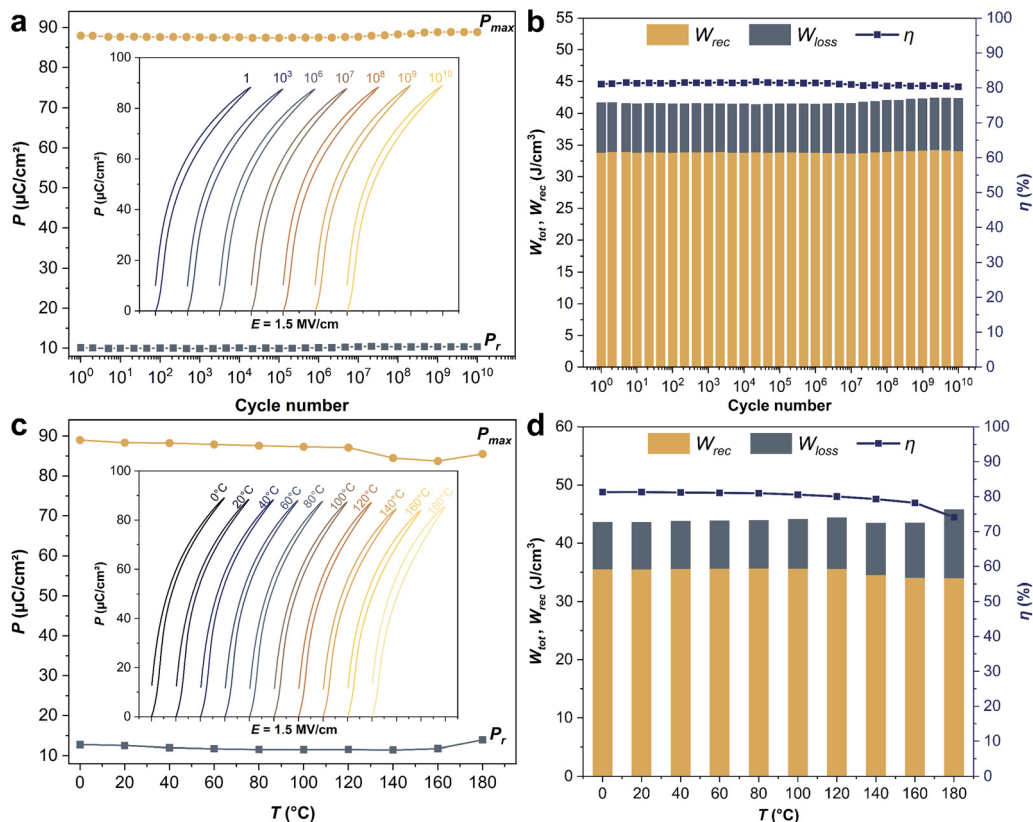 a
P (μC/cm²)
90
80
70
60
50
40
30
20
10
P_max
P_r
P (μC/cm²)
100
80
60
40
20
0
1 10³ 10⁶ 10⁷ 10⁸ 10⁹ 10¹⁰
E = 1.5 MV/cm
10⁰ 10¹ 10² 10³ 10⁴ 10⁵ 10⁶ 10⁷ 10⁸ 10⁹ 10¹⁰
Cycle number
b
W_rec W_loss η
W_tot, W_rec (J/cm³)
55
50
45
40
35
30
25
20
15
10
5
0
η (%)
100
90
80
70
60
50
40
30
20
10
0
10⁰ 10¹ 10² 10³ 10⁴ 10⁵ 10⁶ 10⁷ 10⁸ 10⁹ 10¹⁰
Cycle number
c
P (μC/cm²)
90
80
70
60
50
40
30
20
10
P_max
P_r
P (μC/cm²)
100
80
60
40
20
0
0°C 20°C 40°C 60°C 80°C 100°C 120°C 140°C 160°C 180°C
E = 1.5 MV/cm
0 20 40 60 80 100 120 140 160 180
T (°C)
d
W_rec W_loss η
W_tot, W_rec (J/cm³)
60
50
40
30
20
10
0
η (%)
100
90
80
70
60
50
40
30
20
10
0
0 20 40 60 80 100 120 140 160 180
T (°C)